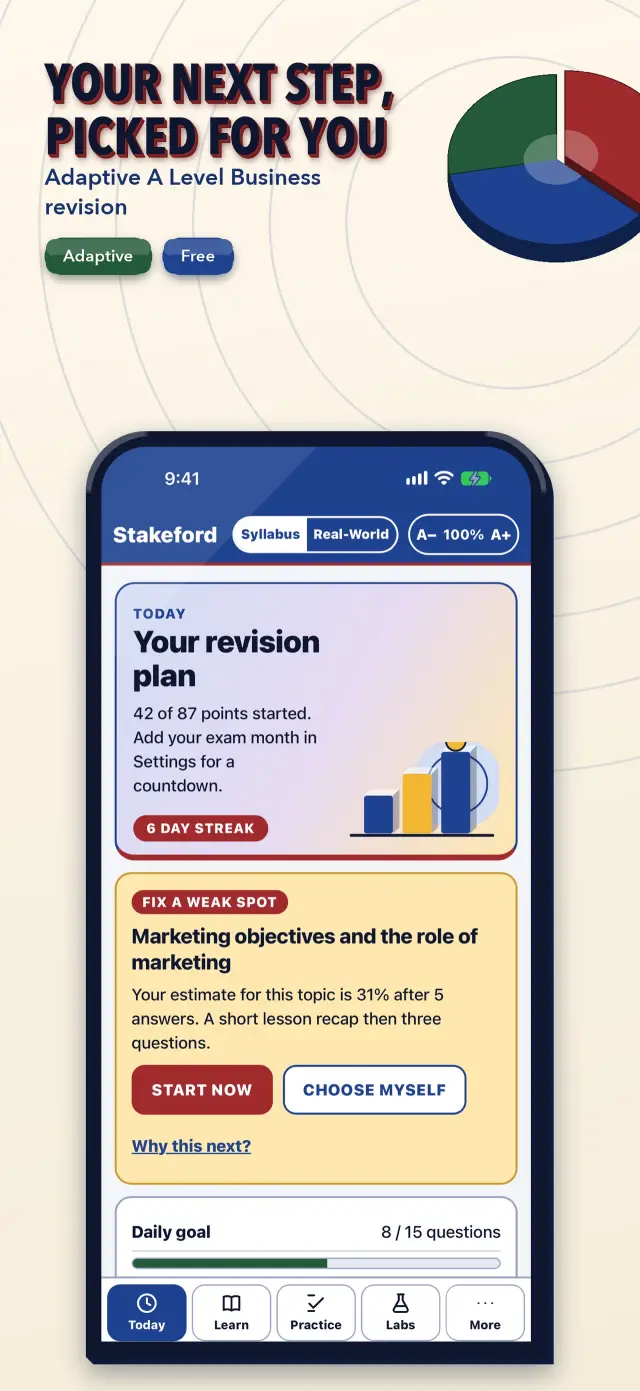 YOUR NEXT STEP,
PICKED FOR YOU
Adaptive A Level Business
revision
Adaptive
Free
9:41
Stakeford
Syllabus
Real-World
A− 100% A+
TODAY
Your revision
plan
42 of 87 points started.
Add your exam month in
Settings for a
countdown.
6 DAY STREAK
FIX A WEAK SPOT
Marketing objectives and the role of
marketing
Your estimate for this topic is 31% after 5
answers. A short lesson recap then three
questions.
START NOW
CHOOSE MYSELF
Why this next?
Daily goal
8 / 15 questions
Today
Learn
Practice
Labs
More